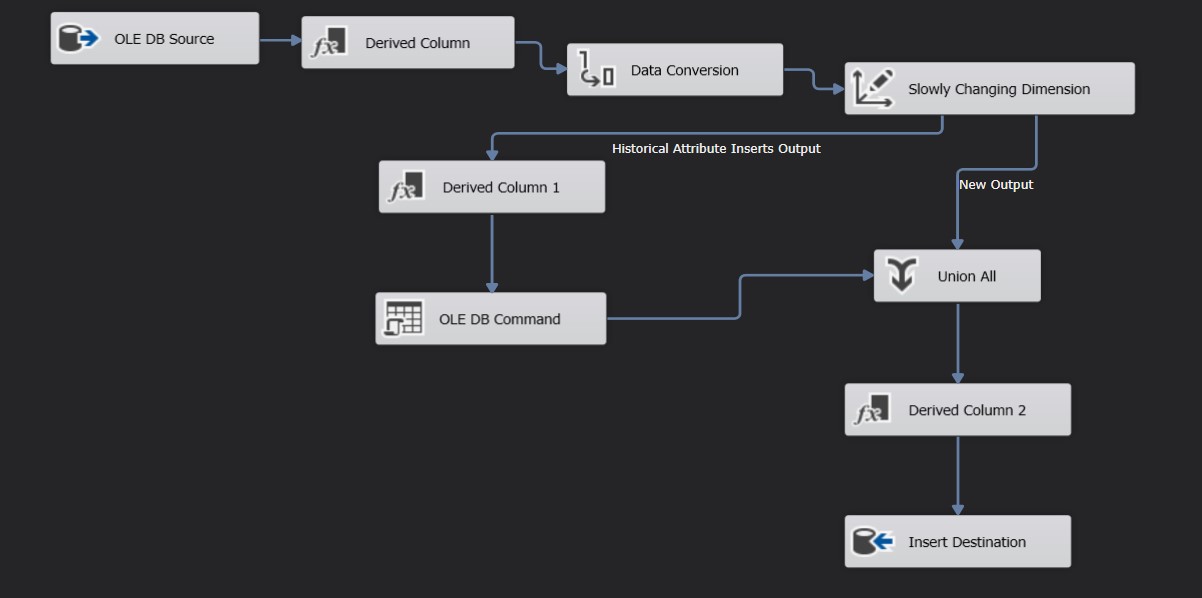 OLE DB Source
Derived Column
Data Conversion
Slowly Changing Dimension
Historical Attribute Inserts Output
New Output
Derived Column 1
Union All
OLE DB Command
Derived Column 2
Insert Destination